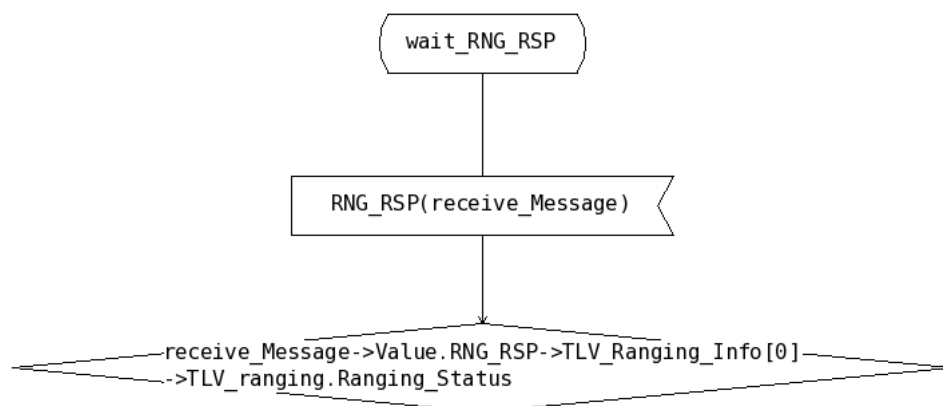 wait_RNG_RSP
RNG_RSP(receive_Message)
receive_Message->Value.RNG_RSP->TLV_Ranging_Info[0]
->TLV_ranging.Ranging_Status